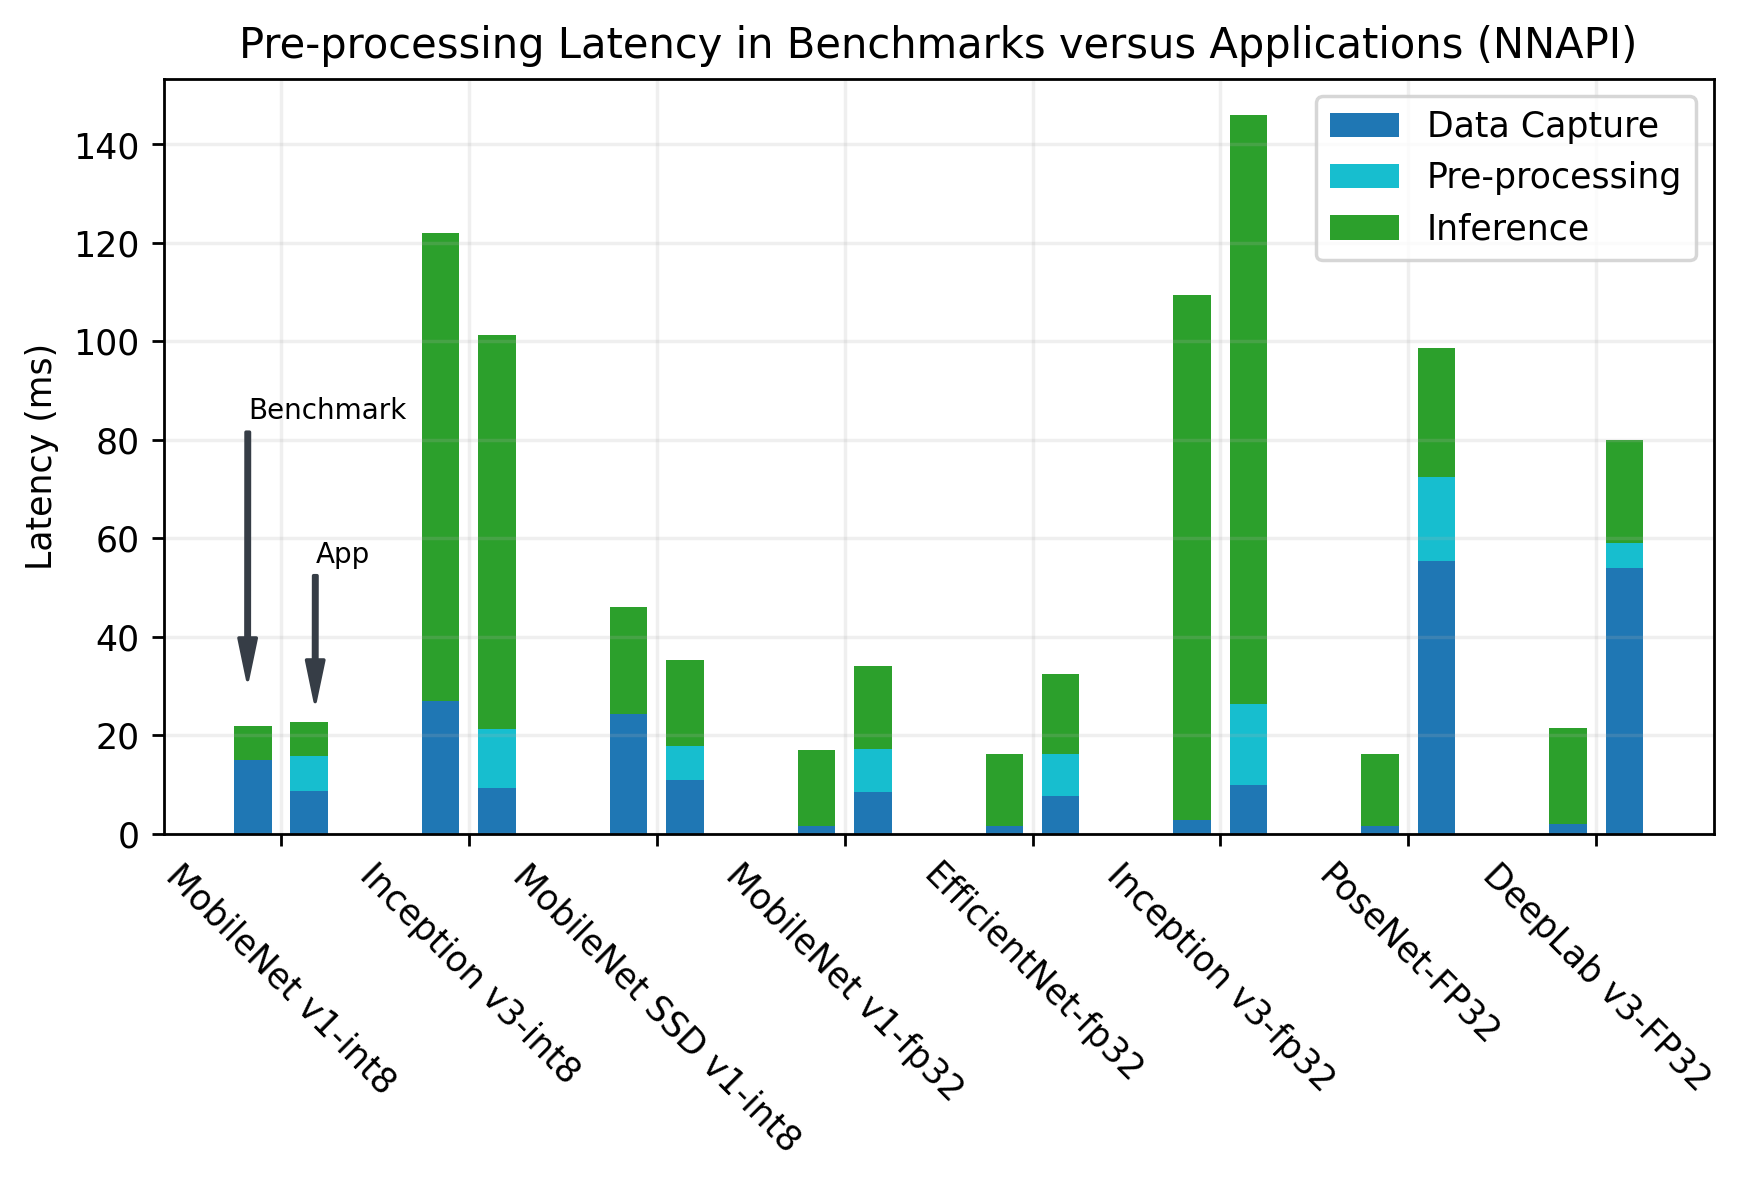 Pre-processing Latency in Benchmarks versus Applications (NNAPI)
Data Capture
Pre-processing
Inference
Latency (ms)
140
120
100
80
60
40
20
0
Benchmark
App
MobileNet v1-int8
Inception v3-int8
MobileNet SSD v1-int8
MobileNet v1-fp32
EfficientNet-fp32
Inception v3-fp32
PoseNet-FP32
DeepLab v3-FP32